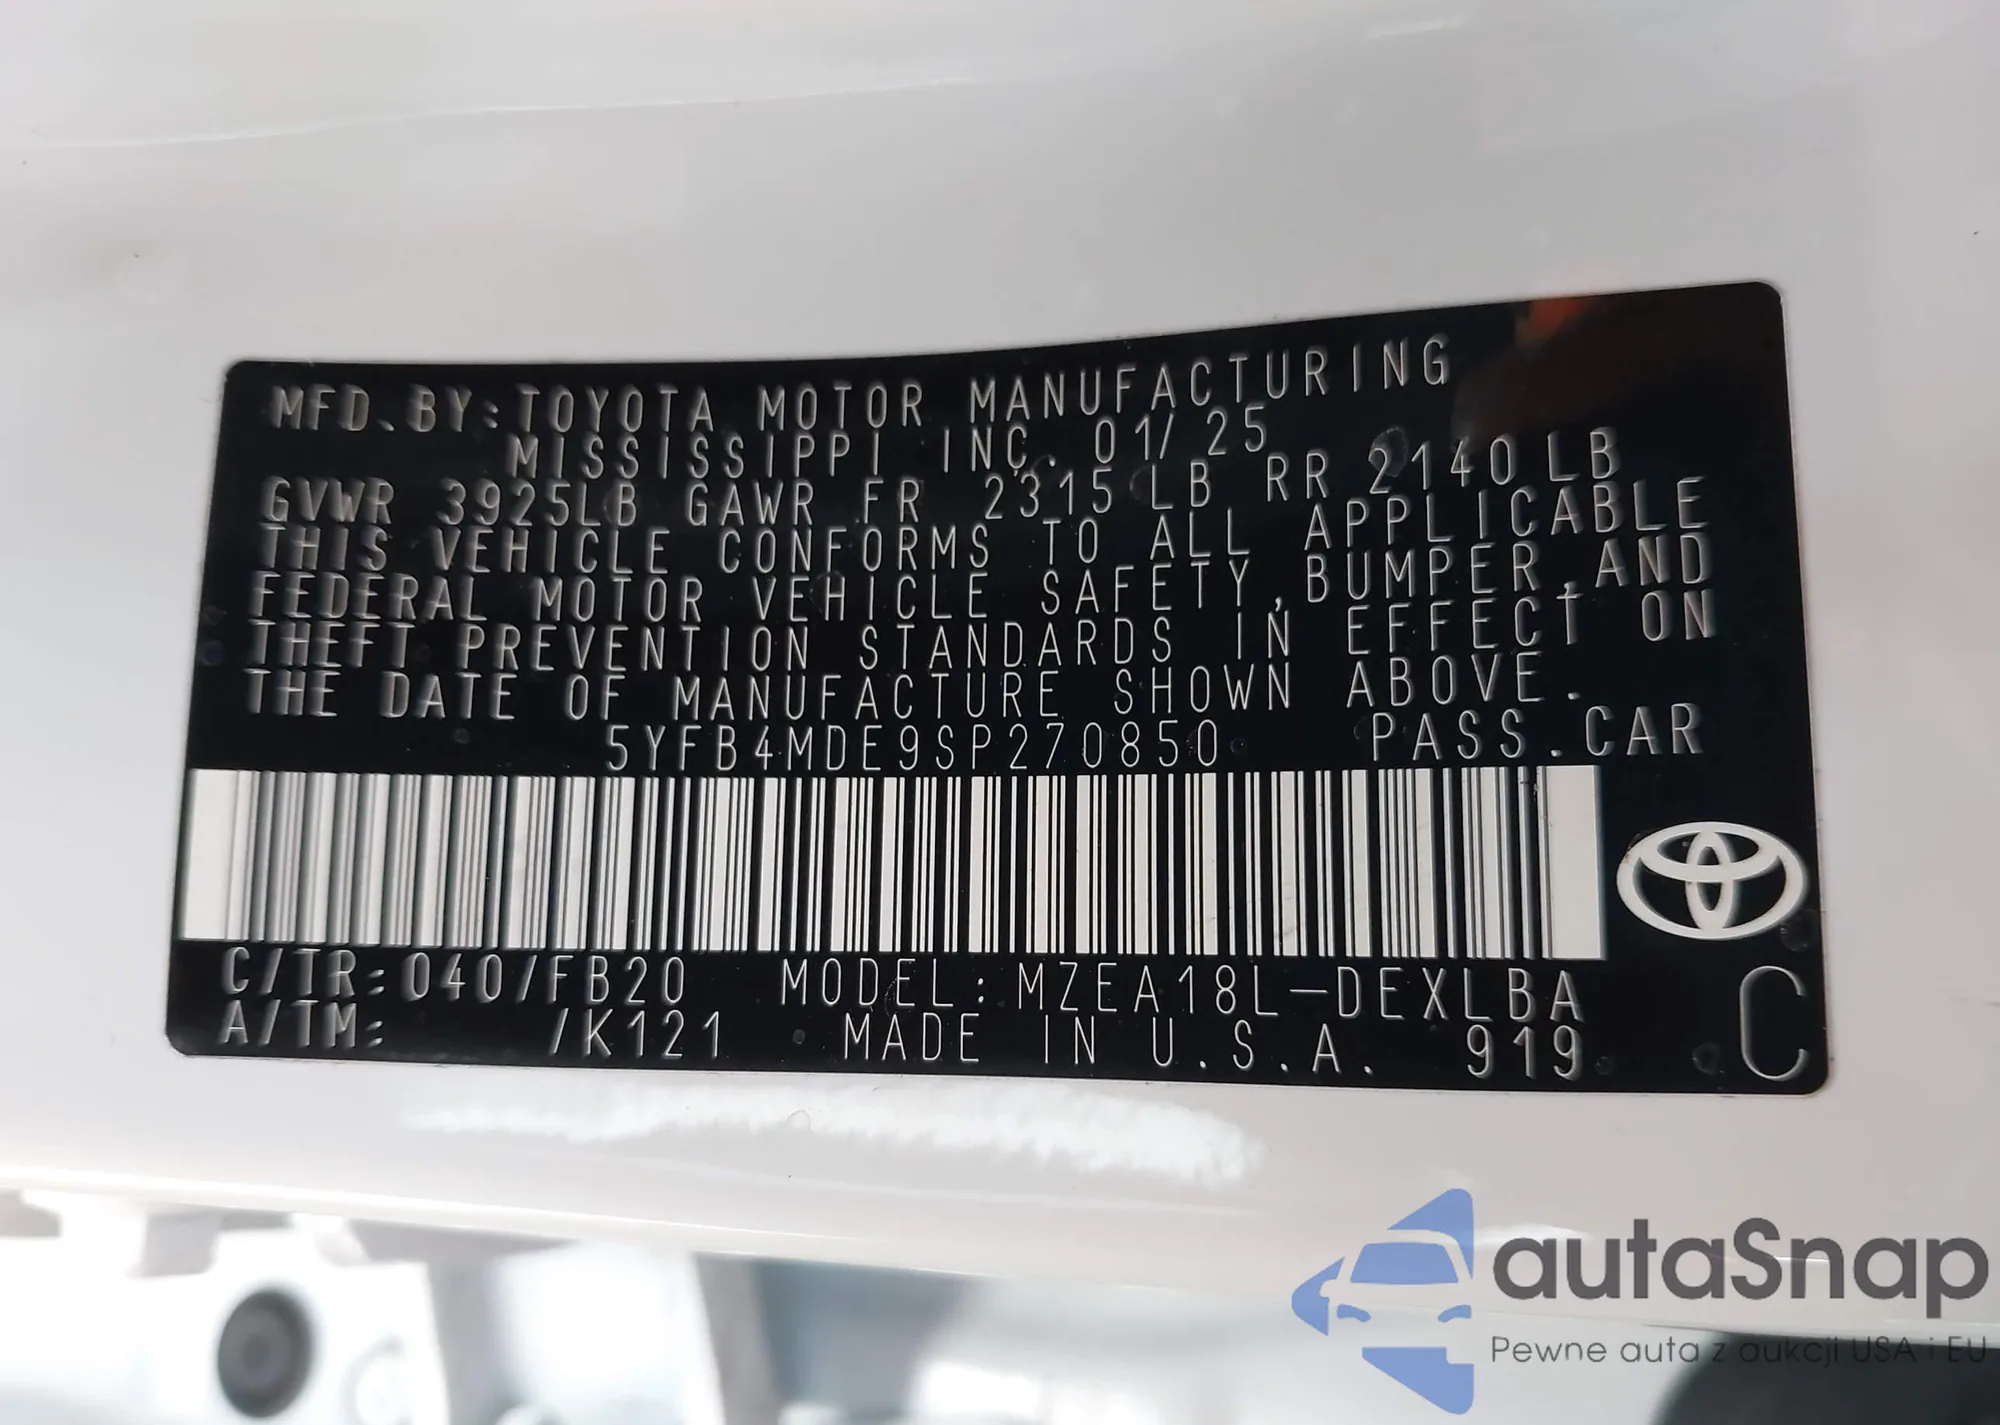 MFD.BY:TOYOTA MOTOR MANUFACTURING
MISSISSIPPI INC. 01/25
GVWR 3925LB GAWR FR 2315 LB RR 2140 LB
THIS VEHICLE CONFORMS TO ALL APPLICABLE
FEDERAL MOTOR VEHICLE SAFETY,BUMPER,AND
THEFT PREVENTION STANDARDS IN EFFECT ON
THE DATE OF MANUFACTURE SHOWN ABOVE.
5YFB4MDE9SP270850 PASS.CAR
C/TR:040/FB20 MODEL:MZEA18L-DEXLBA
A/TM: /K121 MADE IN U.S.A. 919
C
autaSnap
Pewne auta z aukcji USA i EU